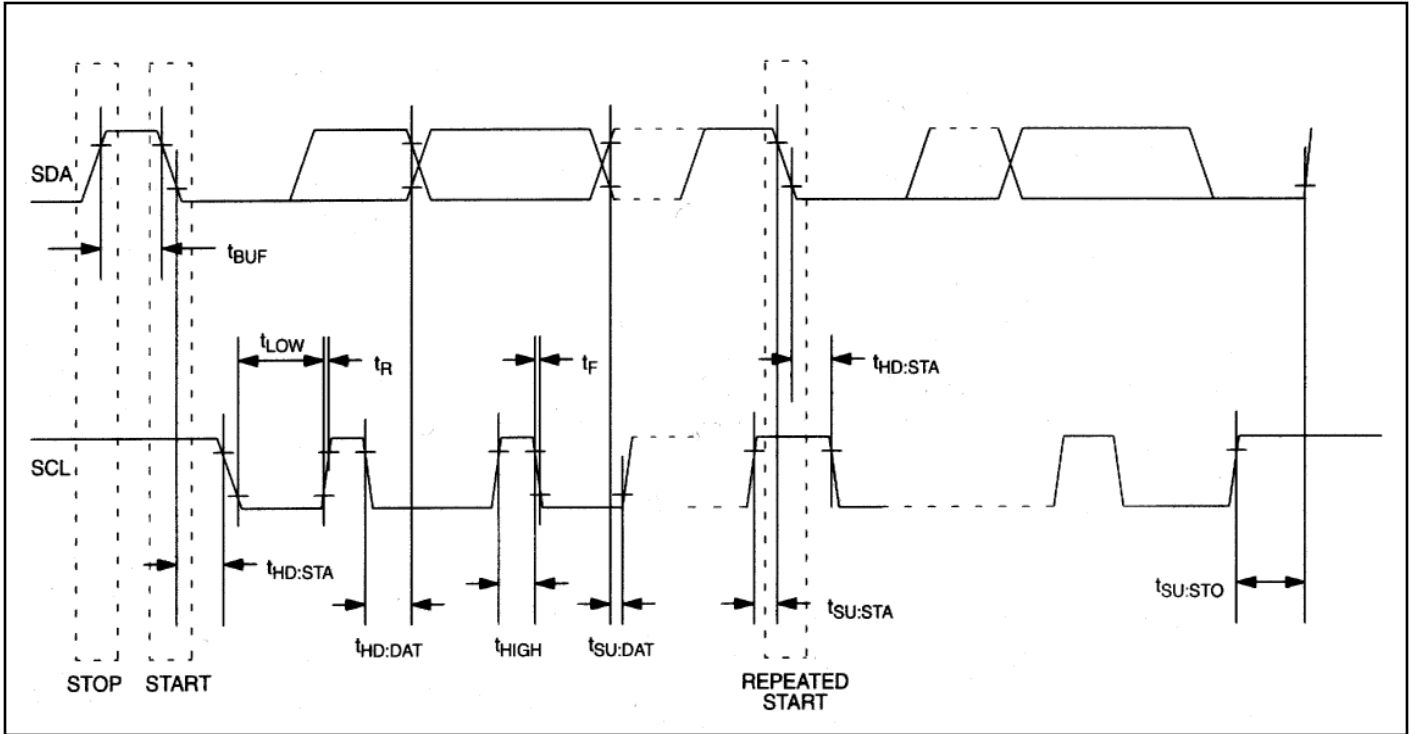 SDA
tBUF
tLOW
tR
tF
tHD:STA
SCL
tHD:STA
tHD:DAT
tHIGH
tSU:DAT
tSU:STA
tSU:STO
STOP
START
REPEATED
START